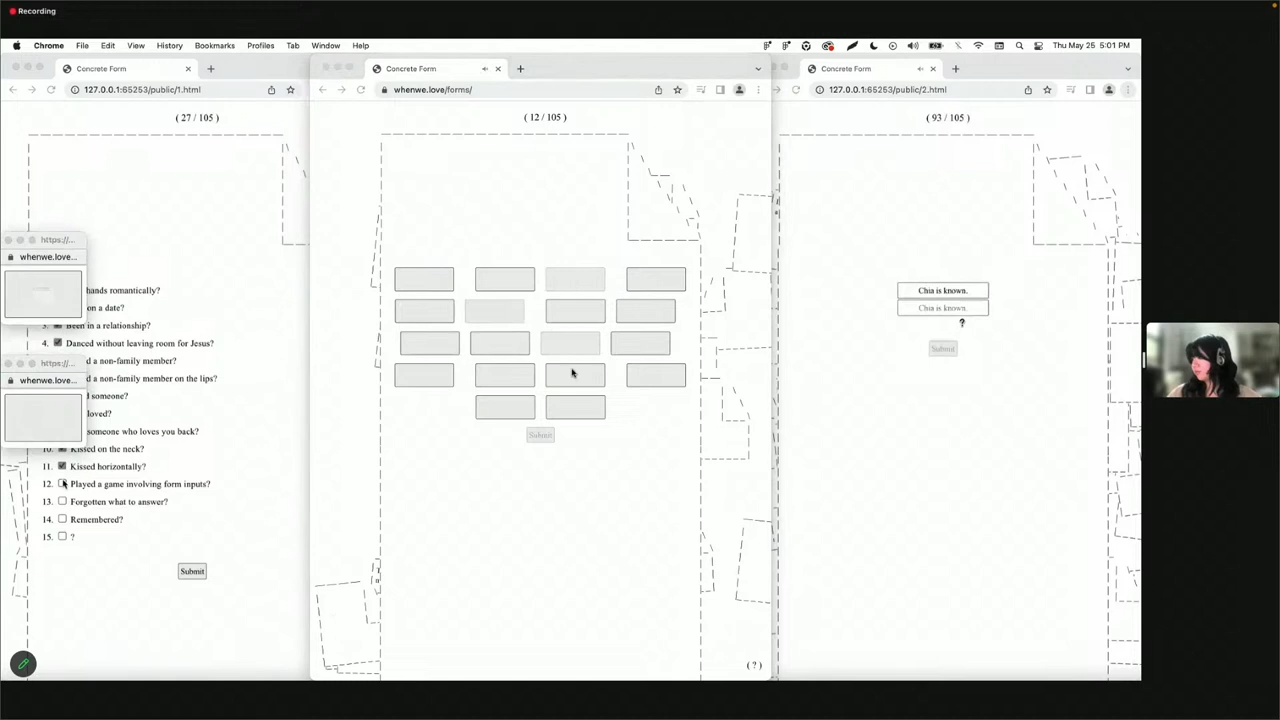 Recording
Chrome File Edit View History Bookmarks Profiles Tab Window Help
Thu May 25 5:01 PM
Concrete Form
127.0.0.1:65253/public/1.html
( 27 / 105 )
https://...
whenwe.love...
hands romantically?
on a date?
3. Been in a relationship?
4. Danced without leaving room for Jesus?
d a non-family member?
d a non-family member on the lips?
https://...
whenwe.love...
someone?
loved?
someone who loves you back?
10. Kissed on the neck?
11. Kissed horizontally?
12. Played a game involving form inputs?
13. Forgotten what to answer?
14. Remembered?
15. ?
Submit
Concrete Form
whenwe.love/forms/
( 12 / 105 )
Submit
( ? )
Concrete Form
127.0.0.1:65253/public/2.html
( 93 / 105 )
Chia is known.
Chia is known.
?
Submit